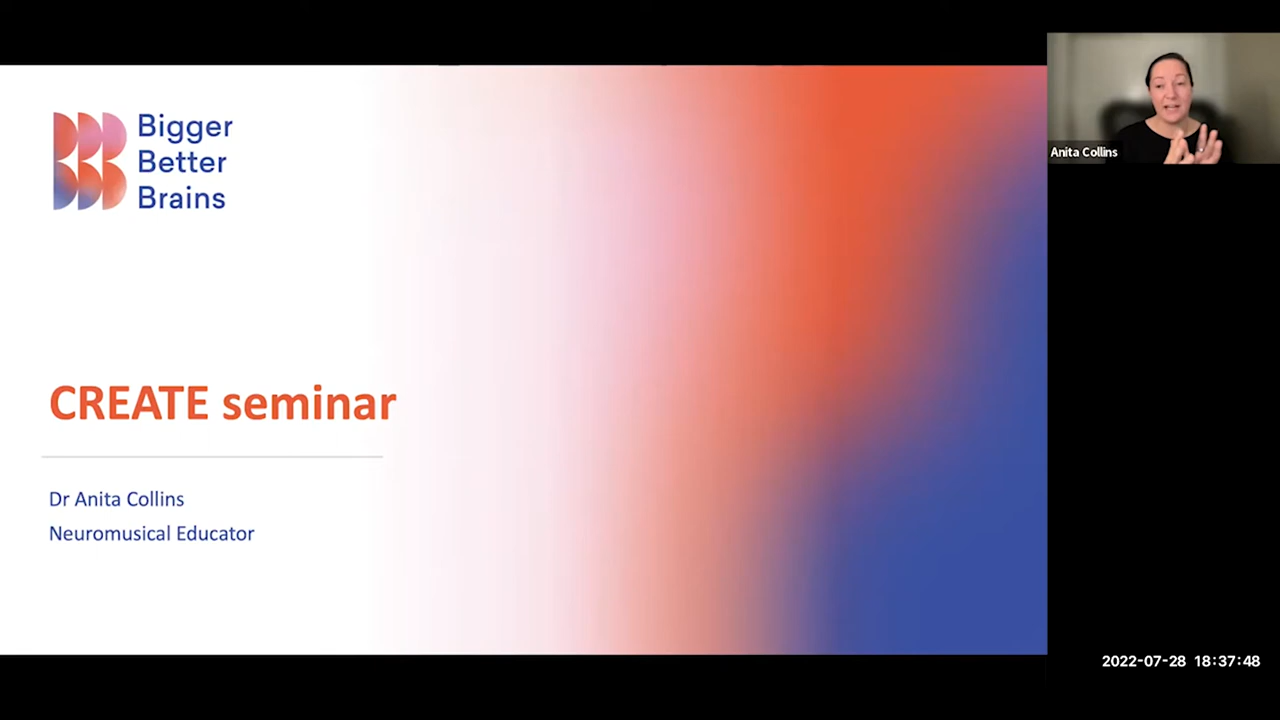 Bigger
Better
Brains
CREATE seminar
Dr Anita Collins
Neuromusical Educator
Anita Collins
2022-07-28 18:37:48